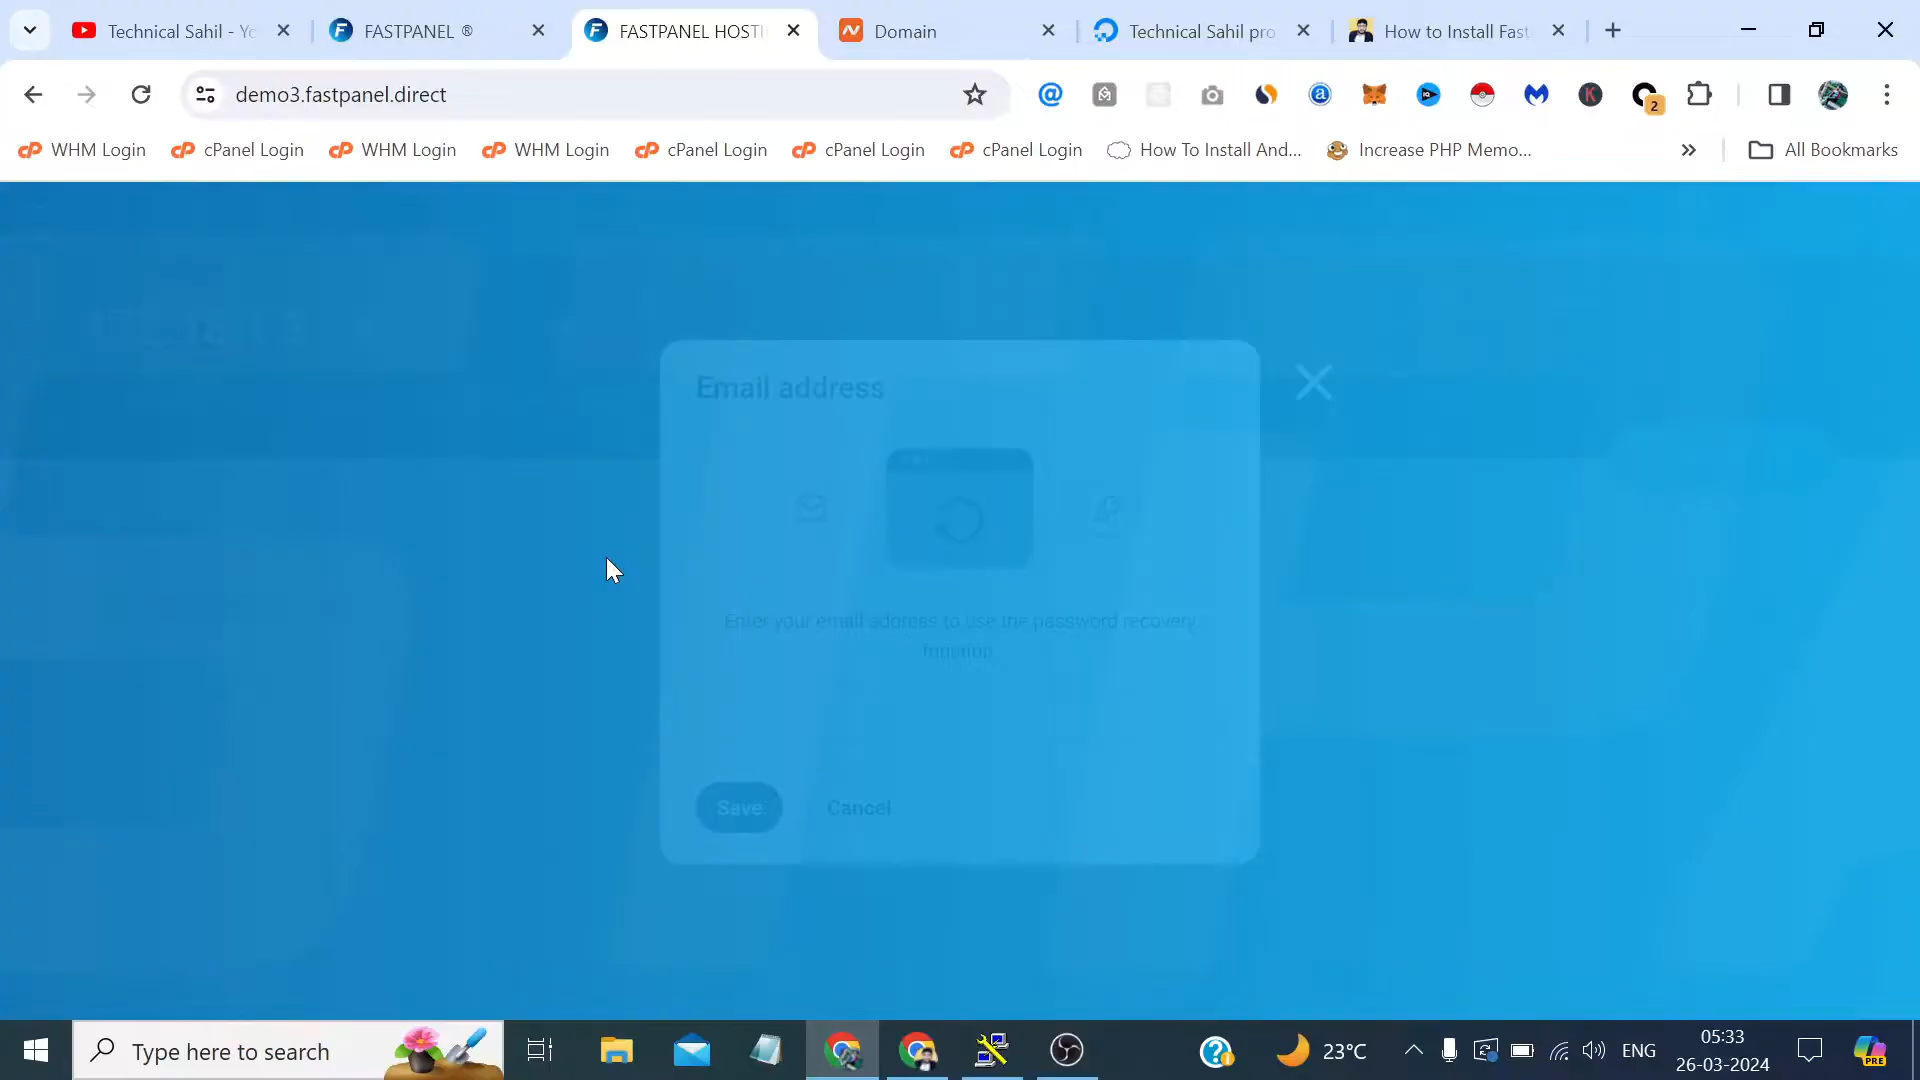 Technical Sahil - Yo
FASTPANEL ®
FASTPANEL HOSTI
Domain
Technical Sahil pro
How to Install Fast
demo3.fastpanel.direct
2
WHM Login
cPanel Login
WHM Login
WHM Login
cPanel Login
cPanel Login
cPanel Login
How To Install And...
Increase PHP Memo...
All Bookmarks
Email address
Enter your email address to use the password recovery
function
Save
Cancel
Type here to search
23°C
ENG
05:33
26-03-2024
PRE